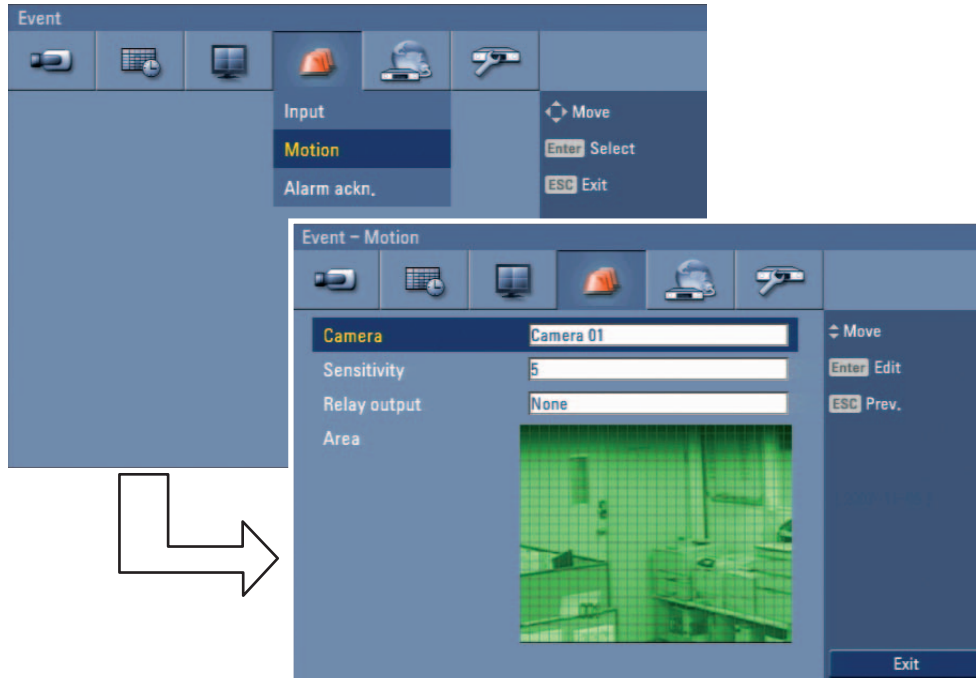 Event
Input
Motion
Alarm ackn.
Move
Enter Select
ESC Exit
Event – Motion
Camera Camera 01
Sensitivity 5
Relay output None
Area
Move
Enter Edit
ESC Prev.
Exit